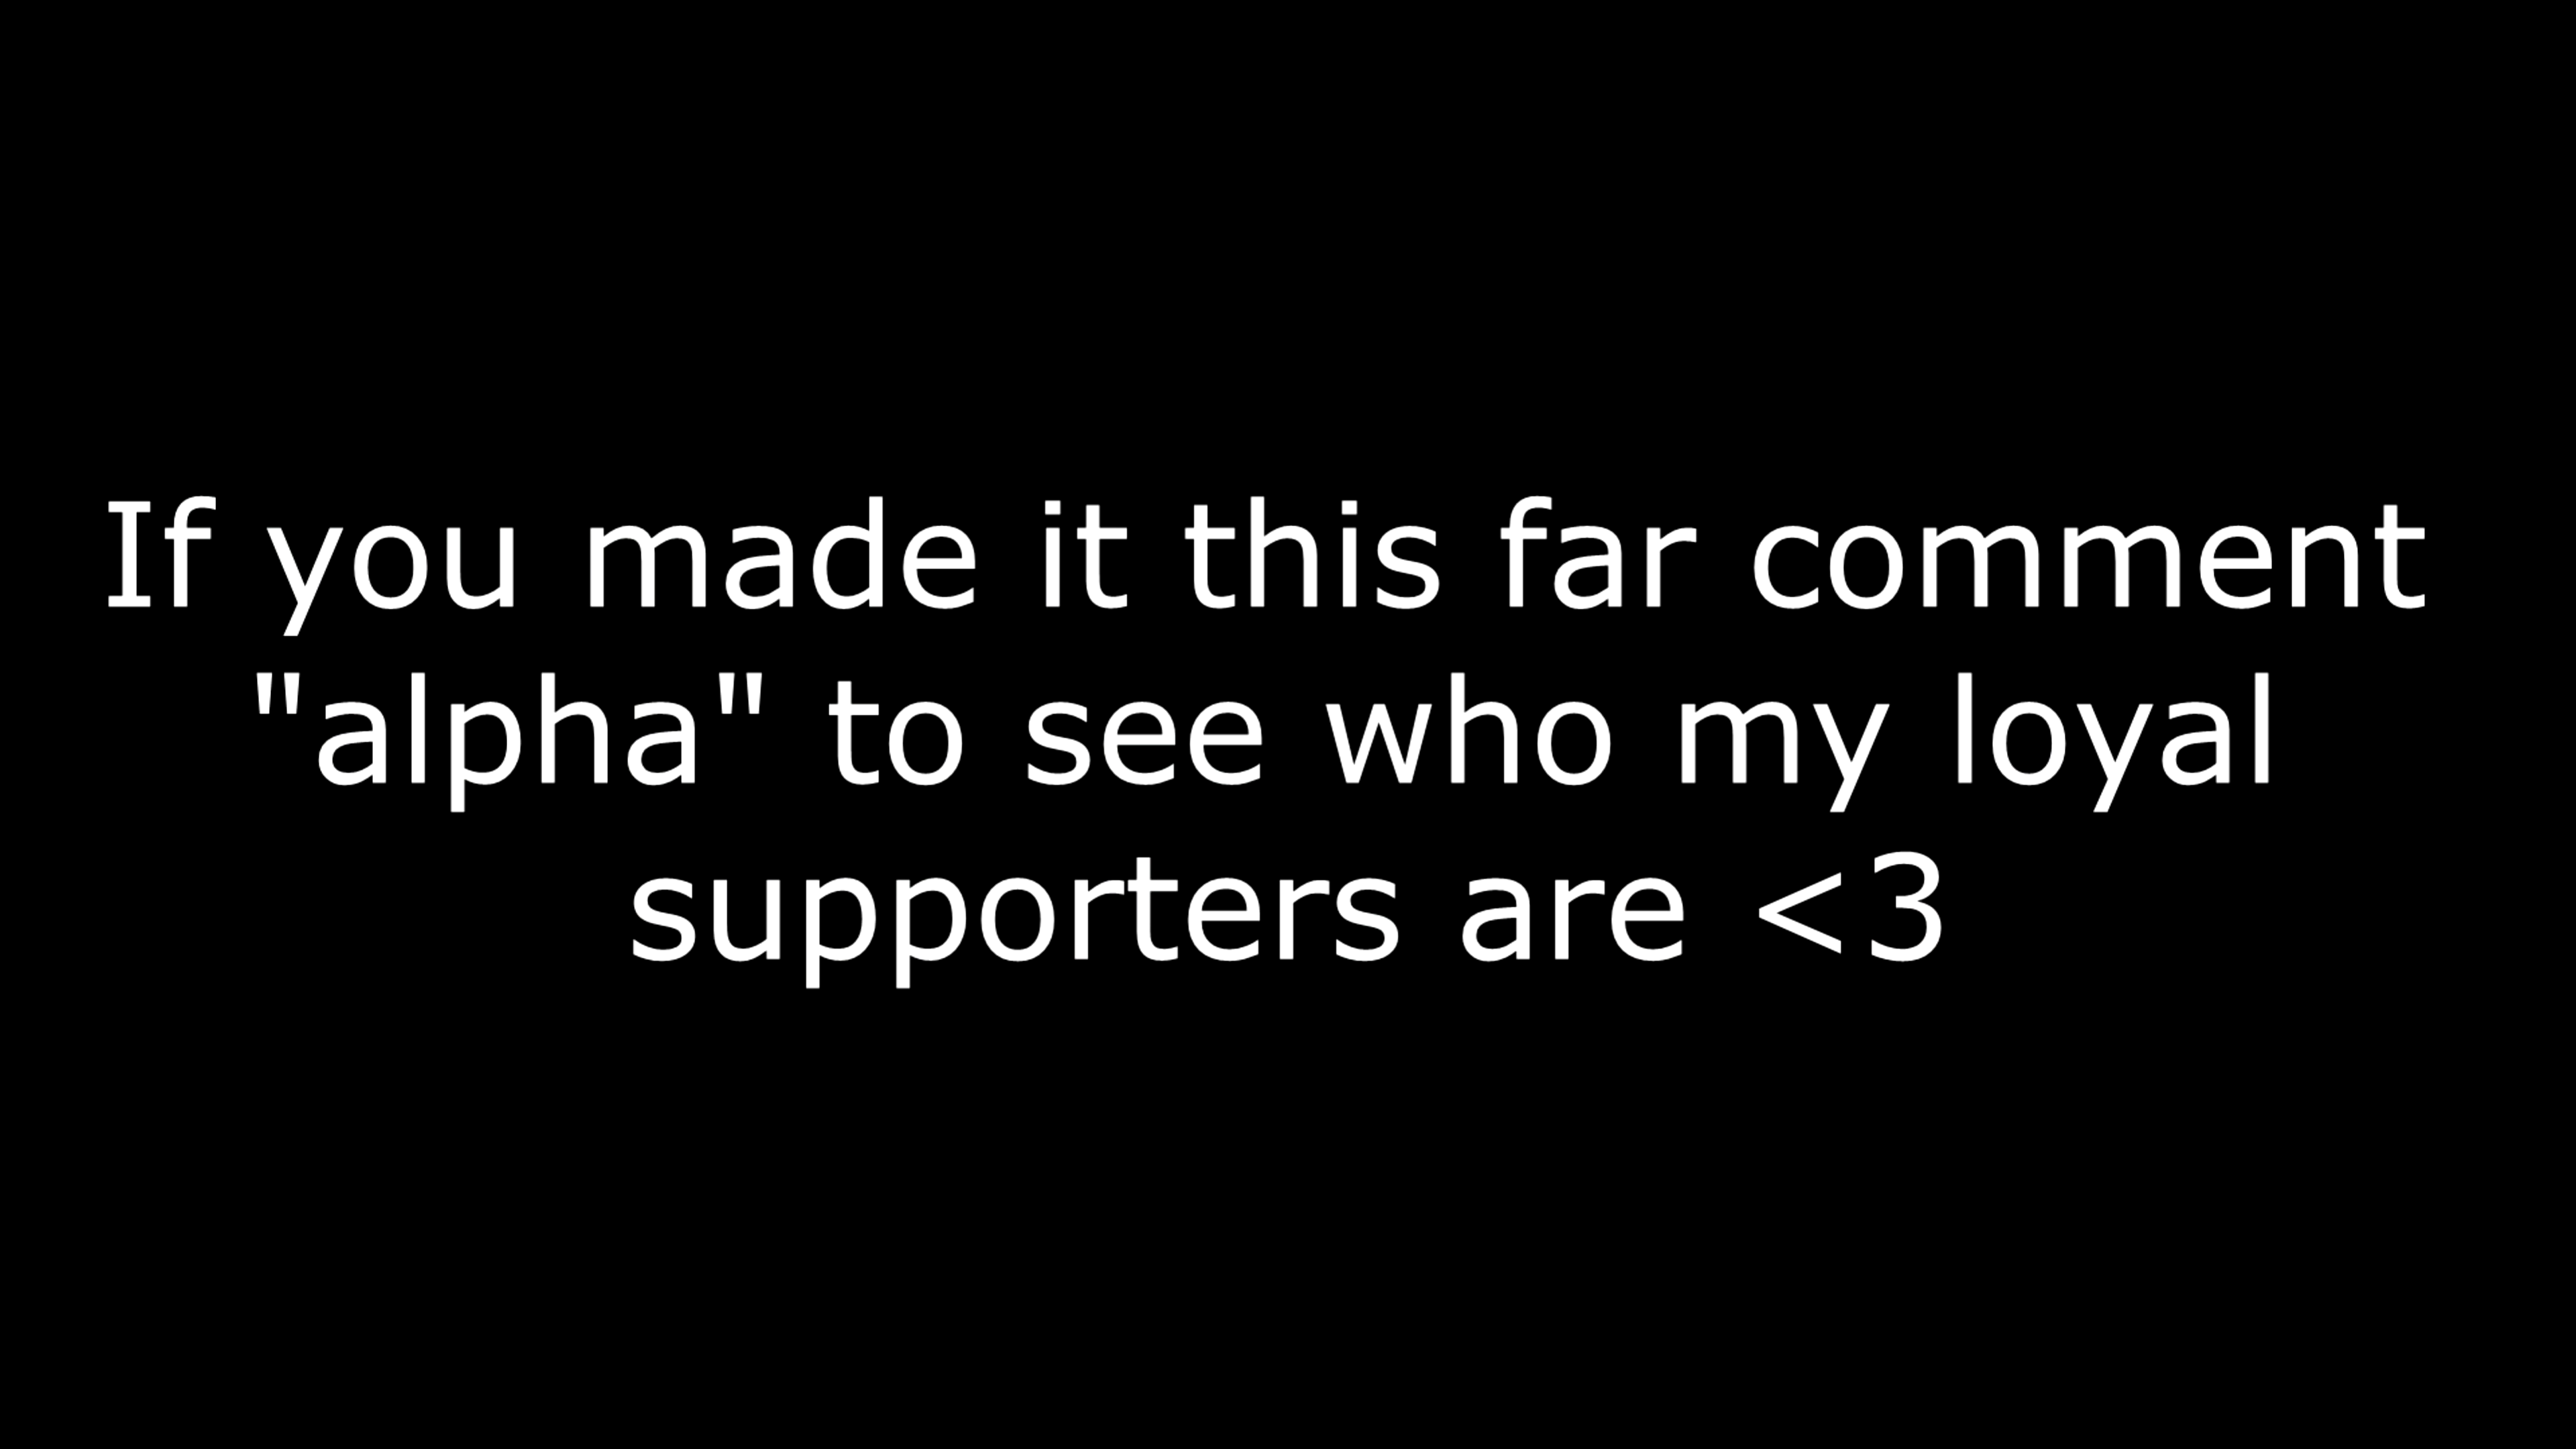 If you made it this far comment
"alpha" to see who my loyal
supporters are <3